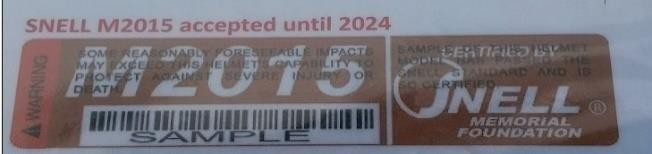 SNELL M2015 accepted until 2024
WARNING
SOME REASONABLY FORESEEABLE IMPACTS
MAY EXCEED THIS HELMET'S CAPABILITY TO
PROTECT AGAINST SEVERE INJURY OR
DEATH.
M2015
SAMPLE
SAMPLE OF THIS HELMET
MODEL HAS PASSED THE
SNELL STANDARD AND IS
SO CERTIFIED
CERTIFIED BY
SNELL ®
MEMORIAL
FOUNDATION